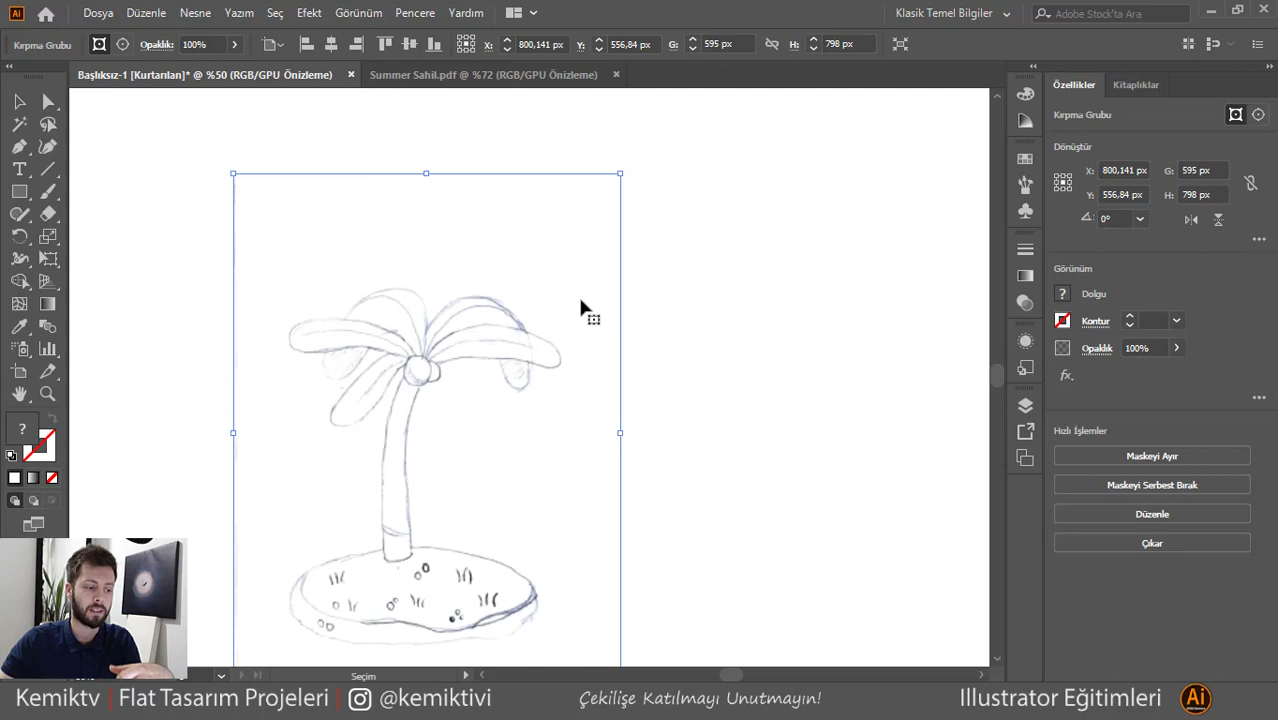 Ai
Dosya
Düzenle
Nesne
Yazım
Seç
Efekt
Görünüm
Pencere
Yardım
Klasik Temel Bilgiler
Adobe Stock'ta Ara
Kırpma Grubu
Opaklık:
100%
X:
800,141 px
Y:
556,84 px
G:
595 px
H:
798 px
Başlıksız-1 [Kurtarılan]* @ %50 (RGB/GPU Önizleme)
Summer Sahil.pdf @ %72 (RGB/GPU Önizleme)
Özellikler
Kitaplıklar
Kırpma Grubu
Dönüştür
X:
800,141 px
G:
595 px
Y:
556,84 px
H:
798 px
0°
Görünüm
?
Dolgu
Kontur
Opaklık
100%
fx.
Hızlı İşlemler
Maskeyi Ayır
Maskeyi Serbest Bırak
Düzenle
Çıkar
?
Seçim
Kemiktv
Flat Tasarım Projeleri
@kemiktivi
Çekilişe Katılmayı Unutmayın!
Illustrator Eğitimleri
Ai